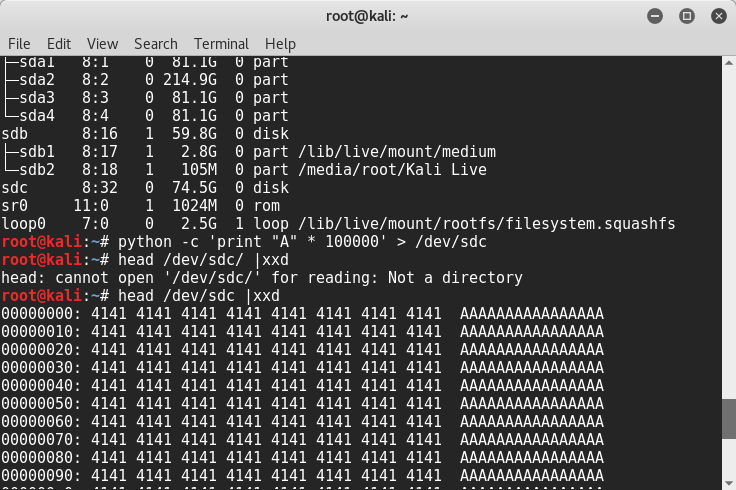 root@kali: ~
File Edit View Search Terminal Help
├─sda1   8:1    0  81.1G  0 part
├─sda2   8:2    0 214.9G  0 part
├─sda3   8:3    0  81.1G  0 part
└─sda4   8:4    0  81.1G  0 part
sdb      8:16   1  59.8G  0 disk
├─sdb1   8:17   1   2.8G  0 part /lib/live/mount/medium
└─sdb2   8:18   1   105M  0 part /media/root/Kali Live
sdc      8:32   0  74.5G  0 disk
sr0     11:0    1  1024M  0 rom
loop0    7:0    0   2.5G  1 loop /lib/live/mount/rootfs/filesystem.squashfs
root@kali:~# python -c 'print "A" * 100000' > /dev/sdc
root@kali:~# head /dev/sdc/ |xxd
head: cannot open '/dev/sdc/' for reading: Not a directory
root@kali:~# head /dev/sdc |xxd
00000000: 4141 4141 4141 4141 4141 4141 4141 4141  AAAAAAAAAAAAAAAA
00000010: 4141 4141 4141 4141 4141 4141 4141 4141  AAAAAAAAAAAAAAAA
00000020: 4141 4141 4141 4141 4141 4141 4141 4141  AAAAAAAAAAAAAAAA
00000030: 4141 4141 4141 4141 4141 4141 4141 4141  AAAAAAAAAAAAAAAA
00000040: 4141 4141 4141 4141 4141 4141 4141 4141  AAAAAAAAAAAAAAAA
00000050: 4141 4141 4141 4141 4141 4141 4141 4141  AAAAAAAAAAAAAAAA
00000060: 4141 4141 4141 4141 4141 4141 4141 4141  AAAAAAAAAAAAAAAA
00000070: 4141 4141 4141 4141 4141 4141 4141 4141  AAAAAAAAAAAAAAAA
00000080: 4141 4141 4141 4141 4141 4141 4141 4141  AAAAAAAAAAAAAAAA
00000090: 4141 4141 4141 4141 4141 4141 4141 4141  AAAAAAAAAAAAAAAA